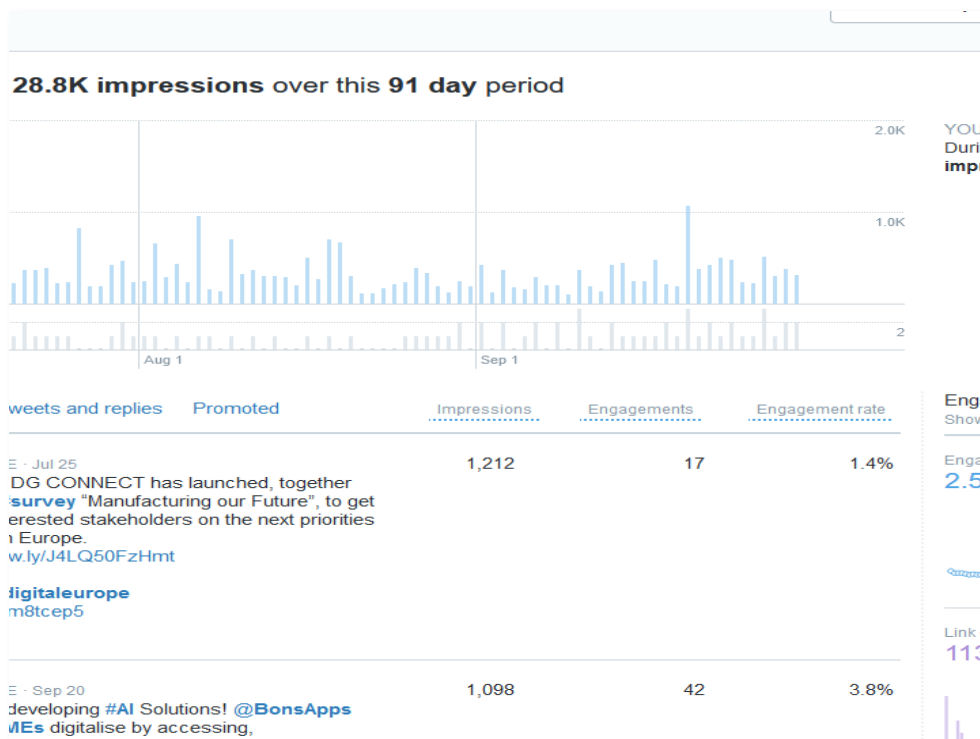 28.8K impressions over this 91 day period
2.0K
1.0K
2
Aug 1
Sep 1
YOU
Duri
imp
weets and replies Promoted
Impressions Engagements Engagement rate
E · Jul 25 1,212 17 1.4%
DG CONNECT has launched, together
survey “Manufacturing our Future”, to get
erested stakeholders on the next priorities
Europe.
w.ly/J4LQ50FzHmt
digitaleurope
m8tcep5
E · Sep 20 1,098 42 3.8%
developing #AI Solutions! @BonsApps
MEs digitalise by accessing,
Eng
Show
Enga
2.5
Link
113